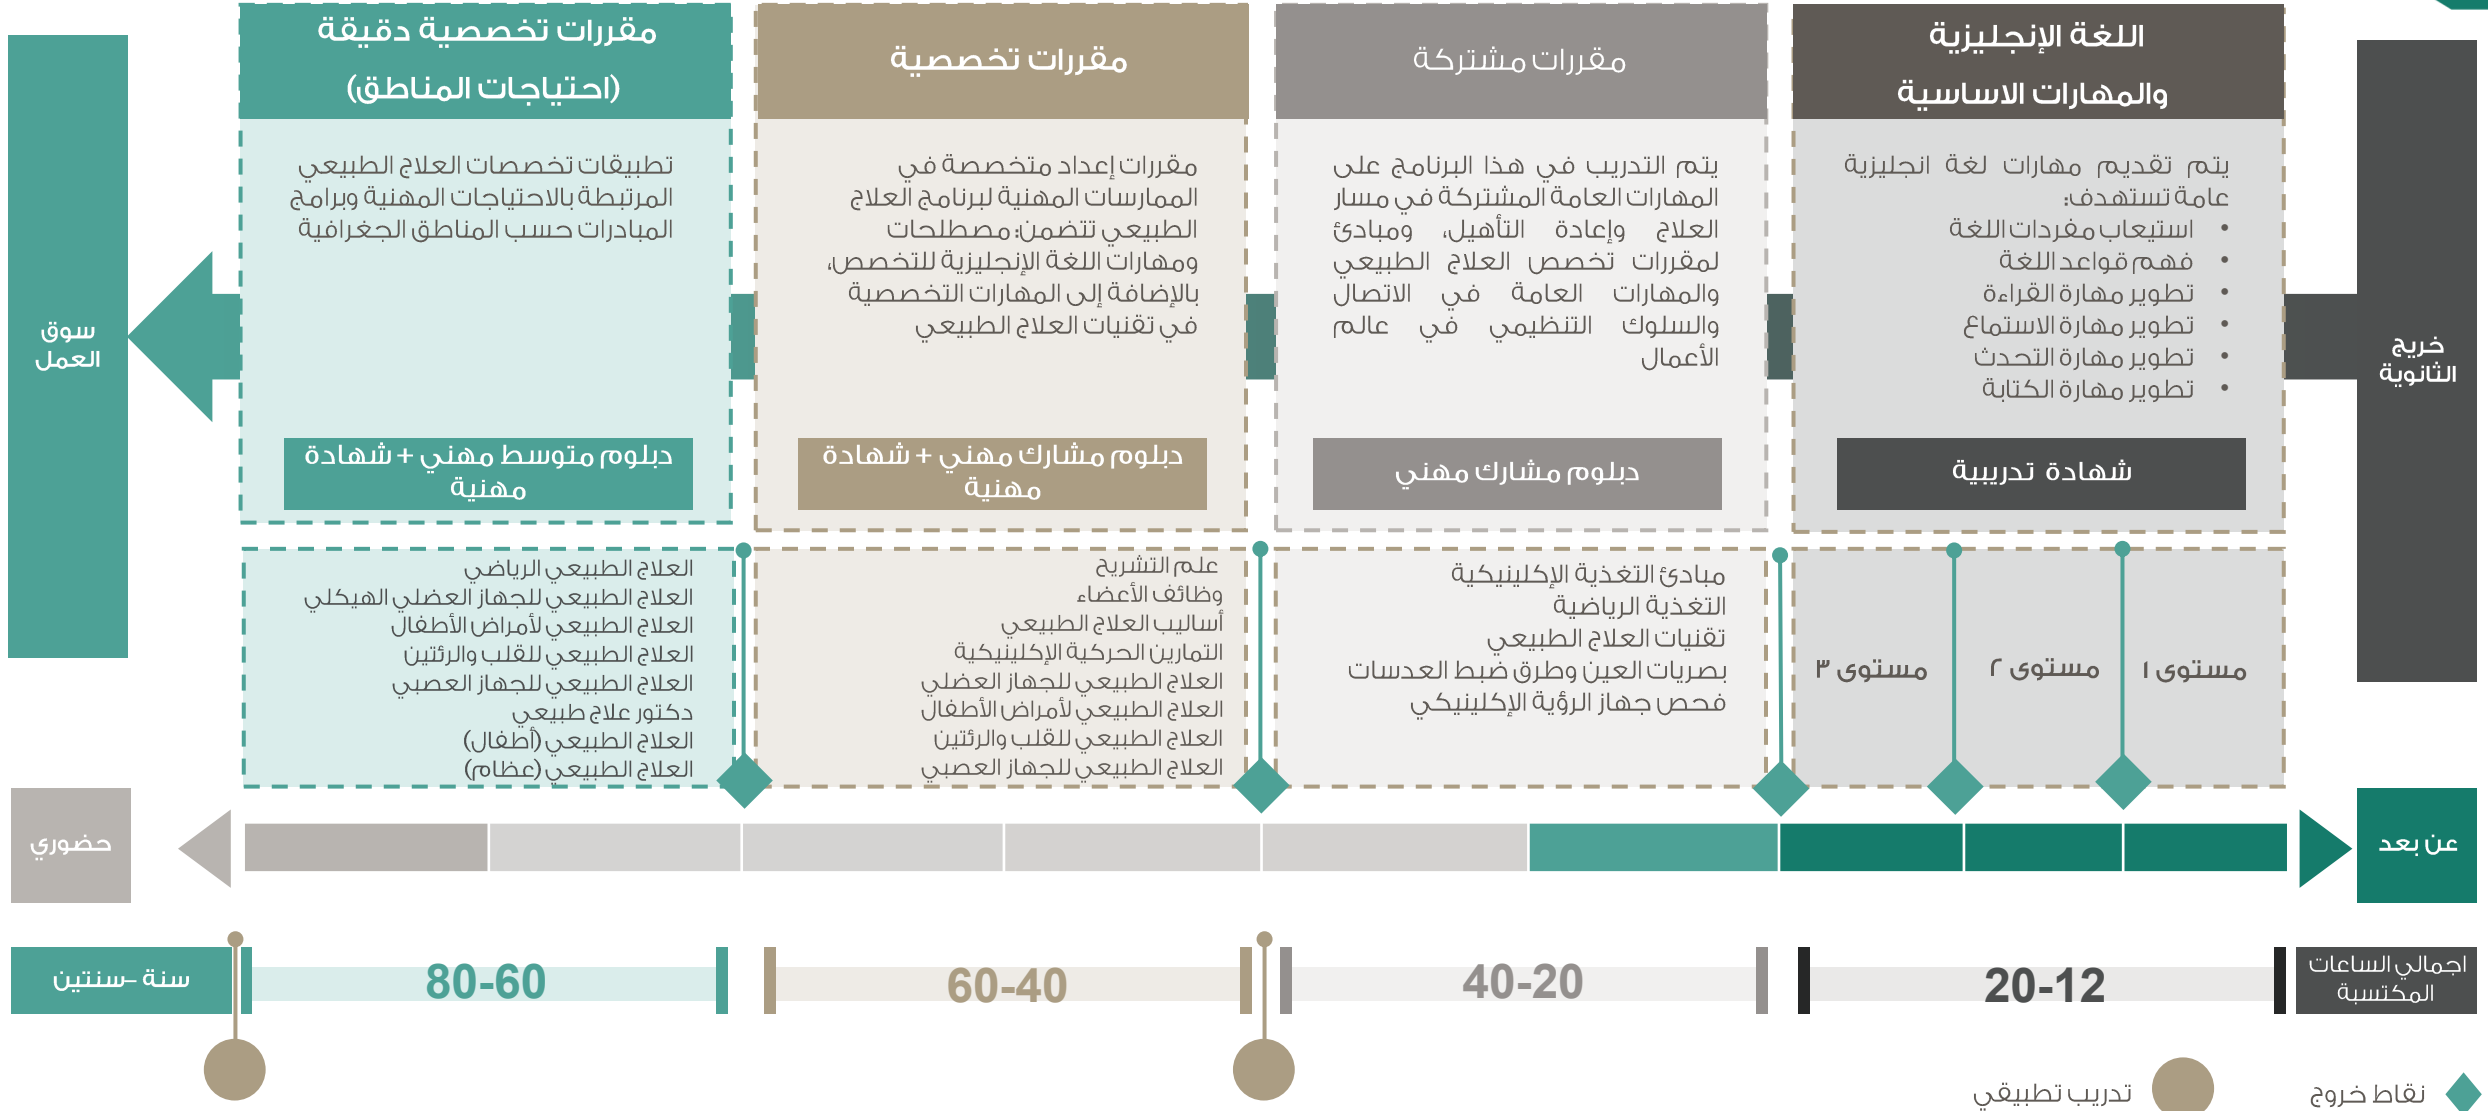 خريج
الثانوية
اللغة الإنجليزية
والمهارات الاساسية
يتم تقديم مهارات لغة انجليزية
عامة تستهدف:
• استيعاب مفردات اللغة
• فهم قواعد اللغة
• تطوير مهارة القراءة
• تطوير مهارة الاستماع
• تطوير مهارة التحدث
• تطوير مهارة الكتابة
شهادة تدريبية
مقررات مشتركة
يتم التدريب في هذا البرنامج على
المهارات العامة المشتركة في مسار
العلاج وإعادة التأهيل، ومبادئ
لمقررات تخصص العلاج الطبيعي
والمهارات العامة في الاتصال
والسلوك التنظيمي في عالم
الأعمال
دبلوم مشارك مهني
مقررات تخصصية
مقررات إعداد متخصصة في
الممارسات المهنية لبرنامج العلاج
الطبيعي تتضمن: مصطلحات
ومهارات اللغة الإنجليزية للتخصص،
بالإضافة إلى المهارات التخصصية
في تقنيات العلاج الطبيعي
دبلوم مشارك مهني + شهادة
مهنية
مقررات تخصصية دقيقة
(احتياجات المناطق)
تطبيقات تخصصات العلاج الطبيعي
المرتبطة بالاحتياجات المهنية وبرامج
المبادرات حسب المناطق الجغرافية
دبلوم متوسط مهني + شهادة
مهنية
سوق
العمل
مستوى ١
مستوى ٢
مستوى ٣
مبادئ التغذية الإكلينيكية
التغذية الرياضية
تقنيات العلاج الطبيعي
بصريات العين وطرق ضبط العدسات
فحص جهاز الرؤية الإكلينيكي
علم التشريح
وظائف الأعضاء
أساليب العلاج الطبيعي
التمارين الحركية الإكلينيكية
العلاج الطبيعي للجهاز العضلي
العلاج الطبيعي لأمراض الأطفال
العلاج الطبيعي للقلب والرئتين
العلاج الطبيعي للجهاز العصبي
العلاج الطبيعي الرياضي
العلاج الطبيعي للجهاز العضلي الهيكلي
العلاج الطبيعي لأمراض الأطفال
العلاج الطبيعي للقلب والرئتين
العلاج الطبيعي للجهاز العصبي
دكتور علاج طبيعي
العلاج الطبيعي (أطفال)
العلاج الطبيعي (عظام)
عن بعد
حضوري
اجمالي الساعات
المكتسبة
20-12
40-20
60-40
80-60
سنة –سنتين
نقاط خروج
تدريب تطبيقي